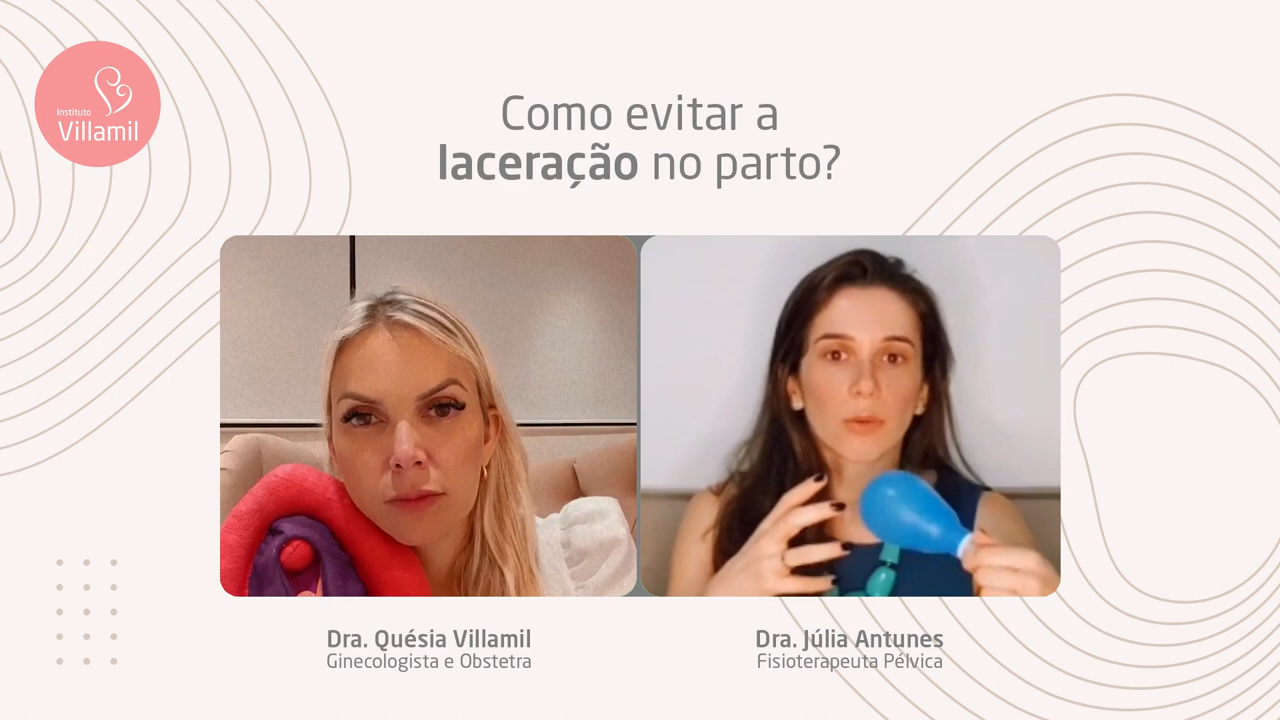 Instituto
Villamil
Como evitar a
laceração no parto?
Dra. Quésia Villamil
Ginecologista e Obstetra
Dra. Júlia Antunes
Fisioterapeuta Pélvica